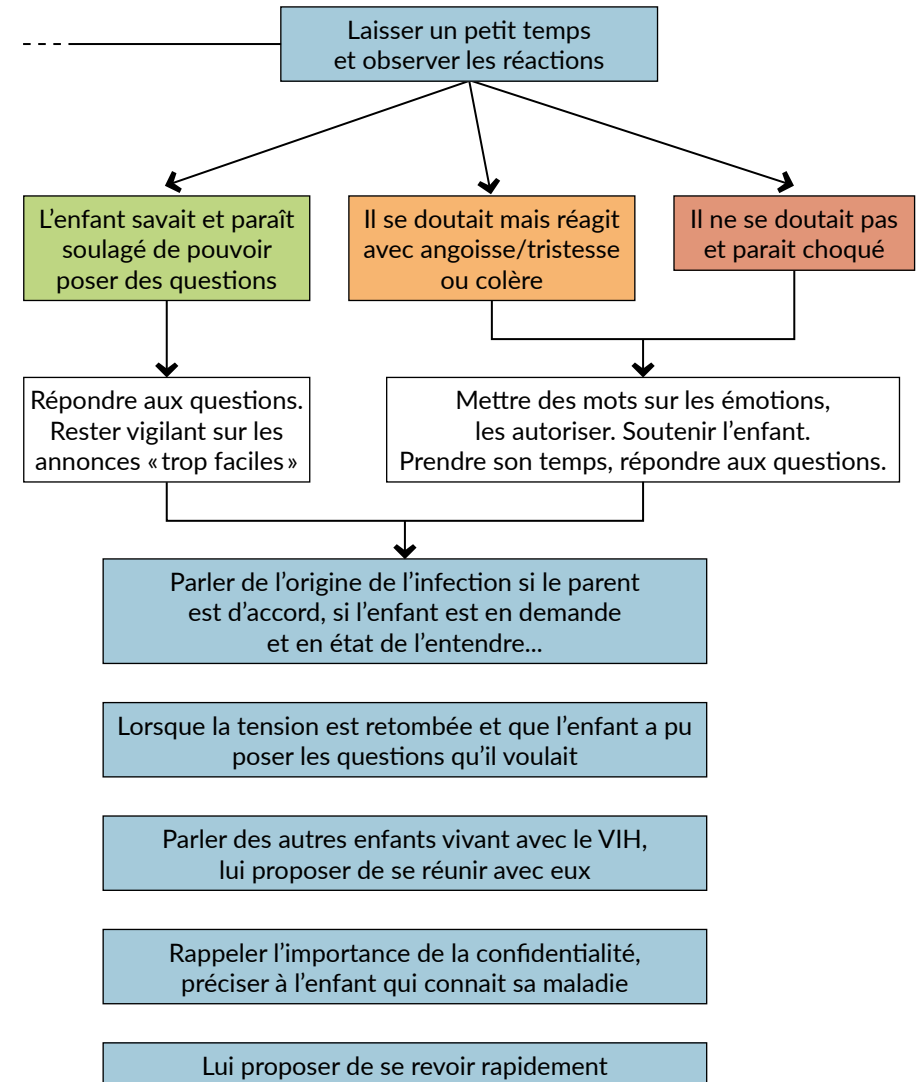 Laisser un petit temps
et observer les réactions
L'enfant savait et paraît
soulagé de pouvoir
poser des questions
Il se doutait mais réagit
avec angoisse/tristesse
ou colère
Il ne se doutait pas
et parait choqué
Répondre aux questions.
Rester vigilant sur les
annonces « trop faciles »
Mettre des mots sur les émotions,
les autoriser. Soutenir l'enfant.
Prendre son temps, répondre aux questions.
Parler de l'origine de l'infection si le parent
est d'accord, si l'enfant est en demande
et en état de l'entendre...
Lorsque la tension est retombée et que l'enfant a pu
poser les questions qu'il voulait
Parler des autres enfants vivant avec le VIH,
lui proposer de se réunir avec eux
Rappeler l'importance de la confidentialité,
préciser à l'enfant qui connait sa maladie
Lui proposer de se revoir rapidement